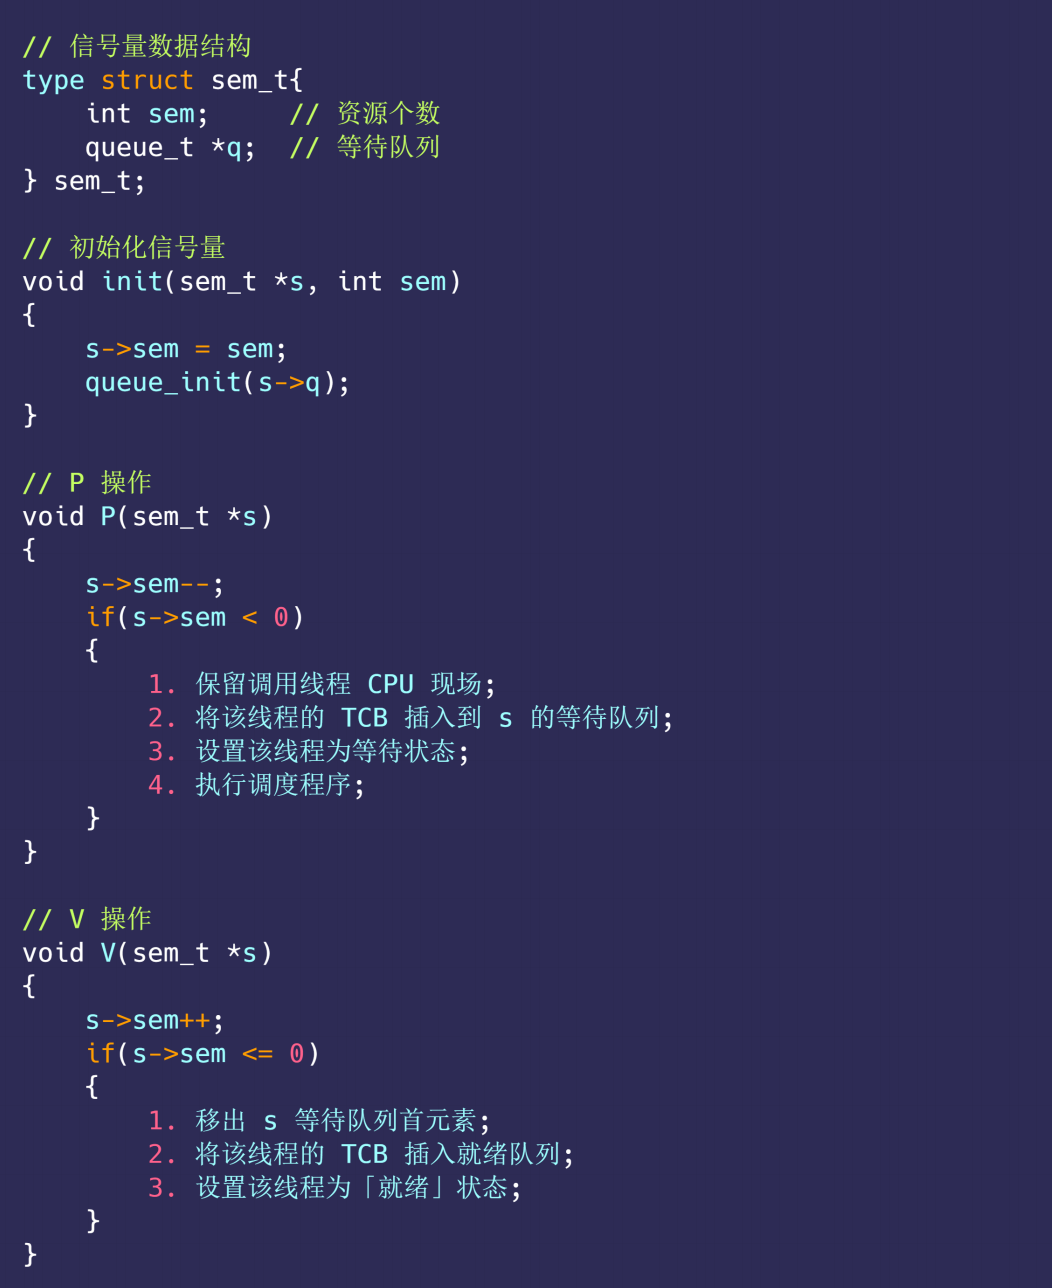 // 信号量数据结构
type struct sem_t{
    int sem;     // 资源个数
    queue_t *q;  // 等待队列
} sem_t;

// 初始化信号量
void init(sem_t *s, int sem)
{
    s->sem = sem;
    queue_init(s->q);
}

// P 操作
void P(sem_t *s)
{
    s->sem--;
    if(s->sem < 0)
    {
        1. 保留调用线程 CPU 现场;
        2. 将该线程的 TCB 插入到 s 的等待队列;
        3. 设置该线程为等待状态;
        4. 执行调度程序;
    }
}

// V 操作
void V(sem_t *s)
{
    s->sem++;
    if(s->sem <= 0)
    {
        1. 移出 s 等待队列首元素;
        2. 将该线程的 TCB 插入就绪队列;
        3. 设置该线程为「就绪」状态;
    }
}